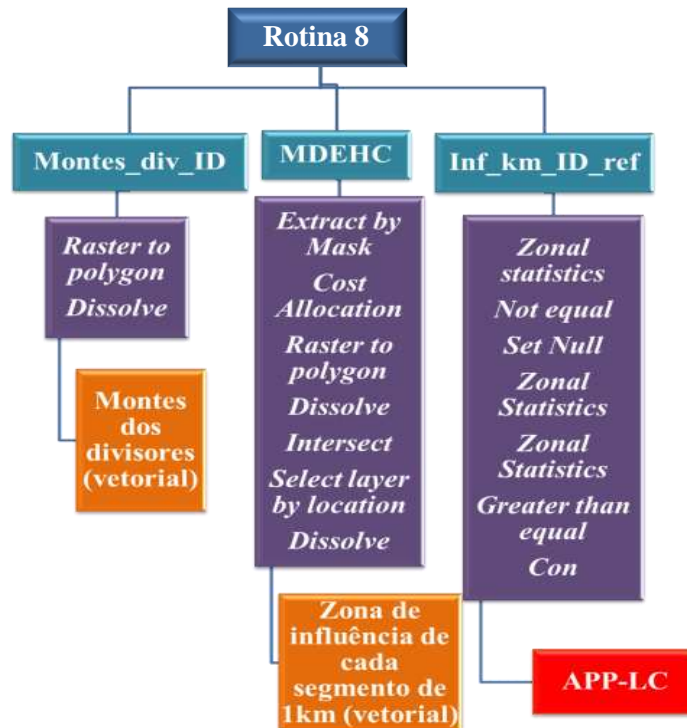 Rotina 8
Montes_div_ID
Raster to
polygon
Dissolve
Montes
dos
divisores
(vetorial)
MDEHC
Extract by
Mask
Cost
Allocation
Raster to
polygon
Dissolve
Intersect
Select layer
by location
Dissolve
Zona de
influência de
cada
segmento de
1km (vetorial)
Inf_km_ID_ref
Zonal
statistics
Not equal
Set Null
Zonal
Statistics
Zonal
Statistics
Greater than
equal
Con
APP-LC